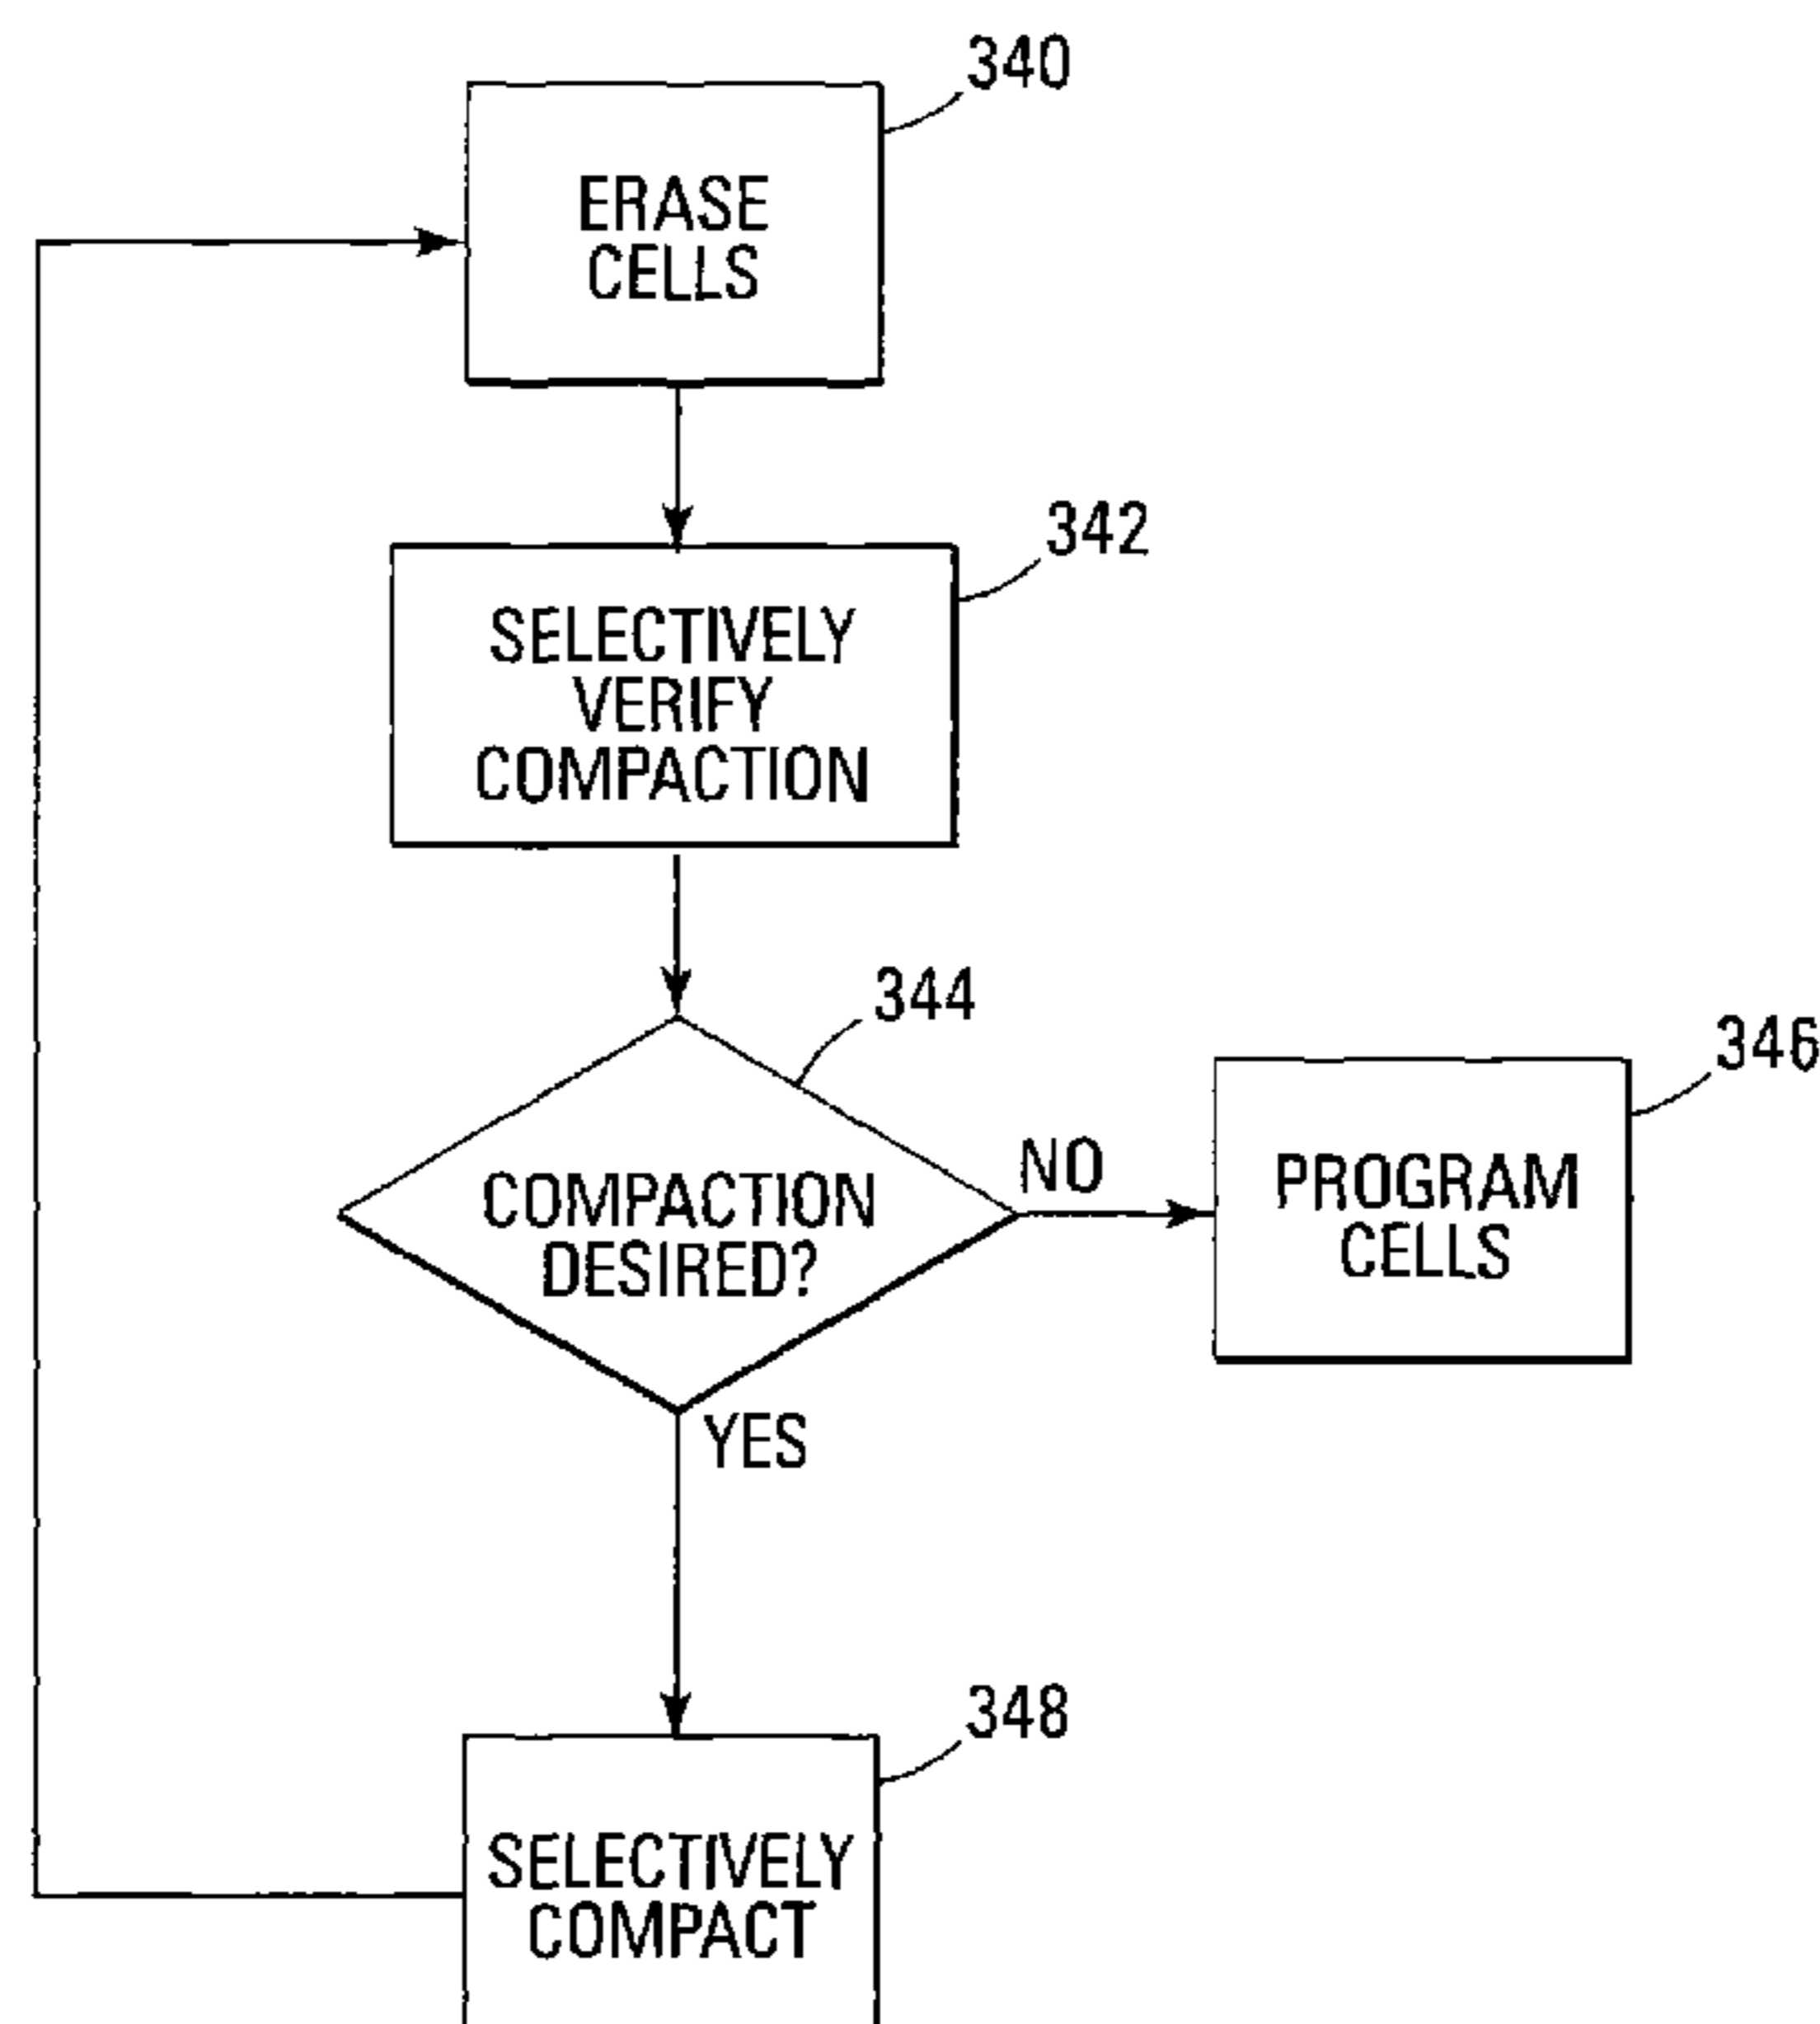 340
ERASE
CELLS
342
SELECTIVELY
VERIFY
COMPACTION
344
COMPACTION
DESIRED?
NO
346
PROGRAM
CELLS
YES
348
SELECTIVELY
COMPACT